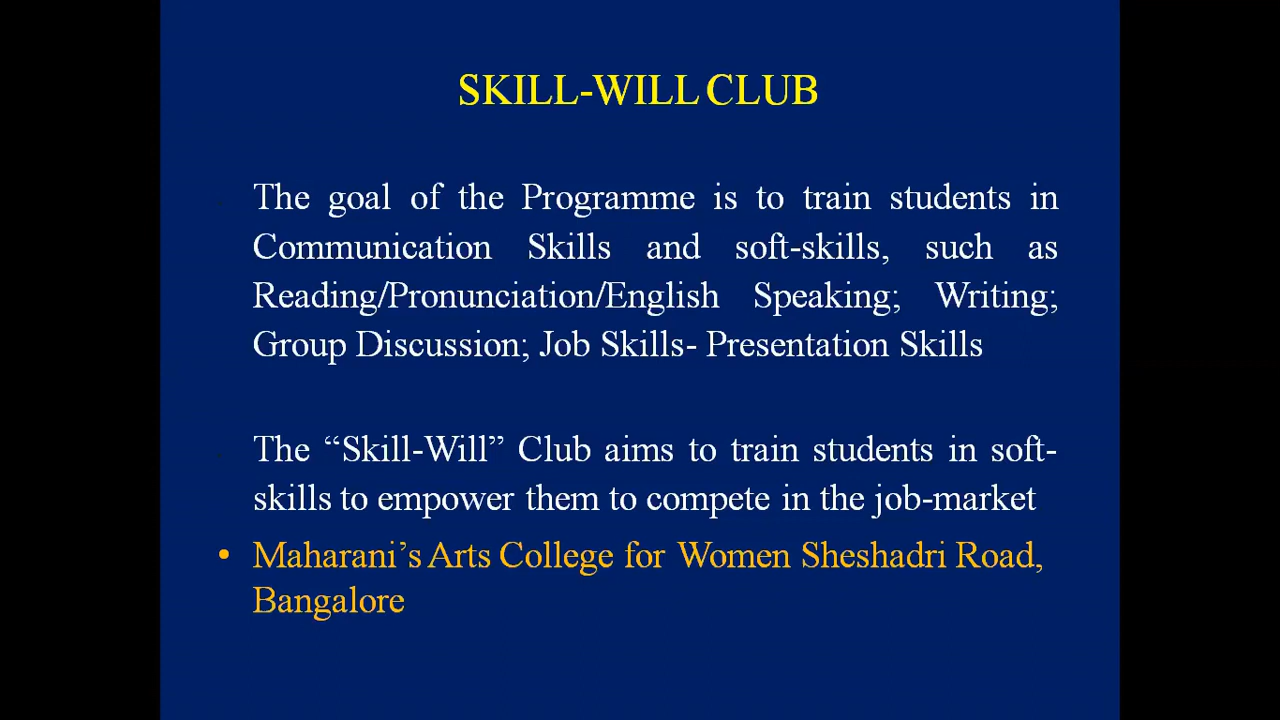 SKILL-WILL CLUB
The goal of the Programme is to train students in
Communication Skills and soft-skills, such as
Reading/Pronunciation/English Speaking; Writing;
Group Discussion; Job Skills- Presentation Skills
The “Skill-Will” Club aims to train students in soft-
skills to empower them to compete in the job-market
• Maharani’s Arts College for Women Sheshadri Road,
Bangalore